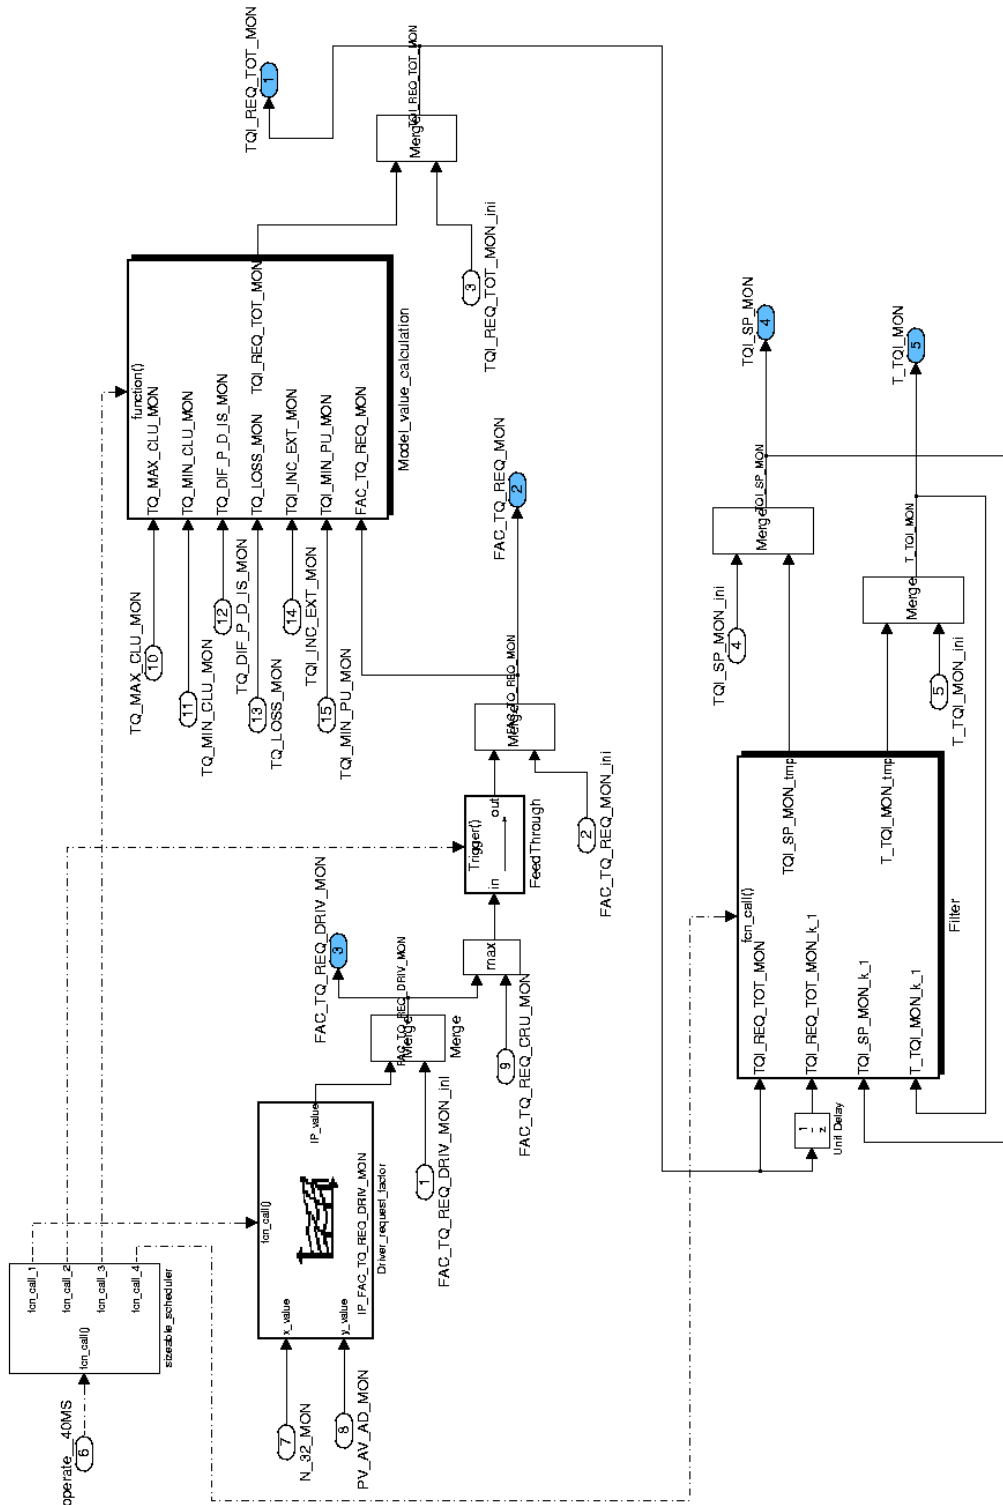 TQI_REQ_TOT_MON
1
TQI_REQ_TOT_MON
Merge
3
TQI_REQ_TOT_MON_ini
function()
TQ_MAX_CLU_MON
TQ_MIN_CLU_MON
TQ_DIF_P_D_IS_MON
TQ_LOSS_MON
TQI_REQ_TOT_MON
TQI_INC_EXT_MON
TQI_MIN_PU_MON
FAC_TQ_REQ_MON
Model_value_calculation
TQ_MAX_CLU_MON
10
11
TQ_MIN_CLU_MON
12
TQ_DIF_P_D_IS_MON
13
TQ_LOSS_MON
14
TQI_INC_EXT_MON
15
TQI_MIN_PU_MON
FAC_TQ_REQ_MON
2
FAC_TQ_REQ_MON
Merge
2
FAC_TQ_REQ_MON_ini
Trigger()
in
out
FeedThrough
max
FAC_TQ_REQ_DRIV_MON
3
FAC_TQ_REQ_DRIV_MON
Merge
Merge
9
FAC_TQ_REQ_CRU_MON
1
FAC_TQ_REQ_DRIV_MON_ini
fcn_call()
IP_value
x_value
y_value
IP_FAC_TQ_REQ_DRIV_MON
Driver_request_factor
7
N_32_MON
8
PV_AV_AD_MON
fcn_call_1
fcn_call_2
fcn_call_3
fcn_call_4
fcn_call()
sizeable_scheduler
operate_40MS
6
TQI_SP_MON
4
T_TQI_MON
5
TQI_SP_MON
Merge
TQI_SP_MON_ini
4
T_TQI_MON
Merge
5
T_TQI_MON_ini
fcn_call()
TQI_REQ_TOT_MON
TQI_REQ_TOT_MON_k_1
TQI_SP_MON_k_1
T_TQI_MON_k_1
TQI_SP_MON_tmp
T_TQI_MON_tmp
Filter
1
z
Unit Delay